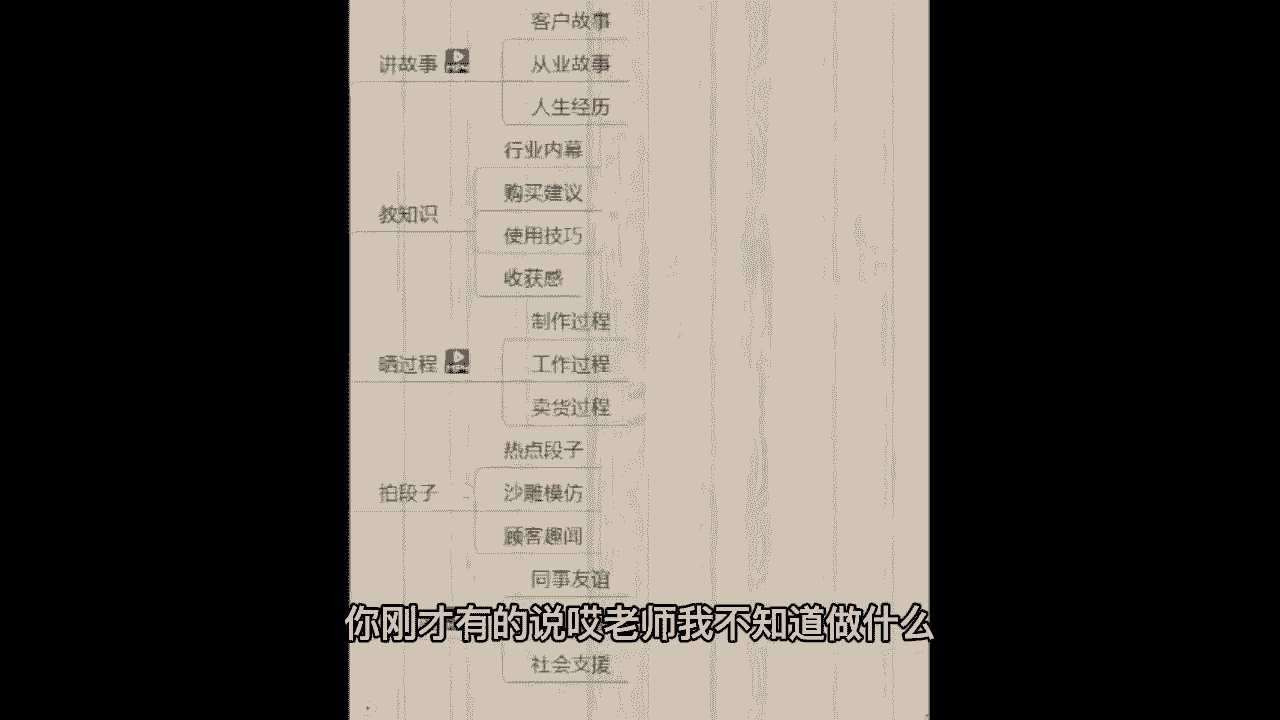 客户故事
讲故事
从业故事
人生经历
行业内幕
购买建议
教知识
使用技巧
收获感
制作过程
晒过程
工作过程
卖货过程
热点段子
拍段子
沙雕模仿
顾客趣闻
同事友谊
你刚才有的说哎老师我不知道做什么
社会支援